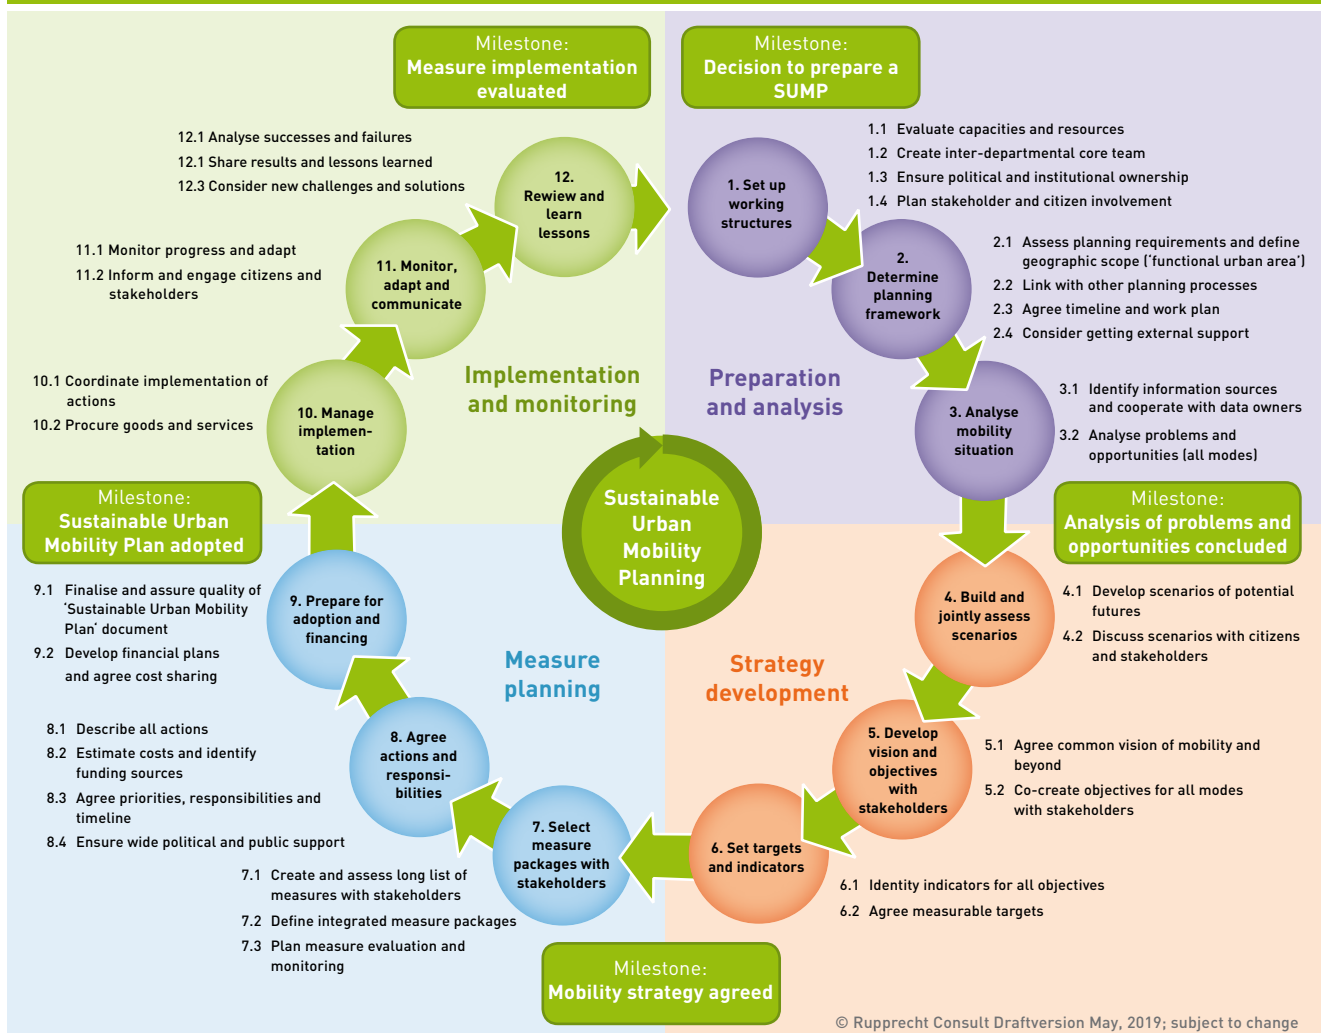 Milestone:
Measure implementation
evaluated
Milestone:
Decision to prepare a
SUMP
12.1 Analyse successes and failures
12.1 Share results and lessons learned
12.3 Consider new challenges and solutions
12.
Rewiew and
learn
lessons
1. Set up
working
structures
1.1 Evaluate capacities and resources
1.2 Create inter-departmental core team
1.3 Ensure political and institutional ownership
1.4 Plan stakeholder and citizen involvement
11.1 Monitor progress and adapt
11.2 Inform and engage citizens and
stakeholders
11. Monitor,
adapt and
communicate
2.
Determine
planning
framework
2.1 Assess planning requirements and define
geographic scope (‘functional urban area’)
2.2 Link with other planning processes
2.3 Agree timeline and work plan
2.4 Consider getting external support
Implementation
and monitoring
Preparation
and analysis
10.1 Coordinate implementation of
actions
10.2 Procure goods and services
10. Manage
implemen-
tation
3. Analyse
mobility
situation
3.1 Identify information sources
and cooperate with data owners
3.2 Analyse problems and
opportunities (all modes)
Milestone:
Sustainable Urban
Mobility Plan adopted
Sustainable
Urban
Mobility
Planning
Milestone:
Analysis of problems and
opportunities concluded
9.1 Finalise and assure quality of
‘Sustainable Urban Mobility
Plan’ document
9.2 Develop financial plans
and agree cost sharing
9. Prepare for
adoption and
financing
4. Build and
jointly assess
scenarios
4.1 Develop scenarios of potential
futures
4.2 Discuss scenarios with citizens
and stakeholders
Measure
planning
Strategy
development
8.1 Describe all actions
8.2 Estimate costs and identify
funding sources
8.3 Agree priorities, responsibilities and
timeline
8.4 Ensure wide political and public support
8. Agree
actions and
responsi-
bilities
5. Develop
vision and
objectives
with
stakeholders
5.1 Agree common vision of mobility and
beyond
5.2 Co-create objectives for all modes
with stakeholders
7. Select
measure
packages with
stakeholders
6. Set targets
and indicators
7.1 Create and assess long list of
measures with stakeholders
7.2 Define integrated measure packages
7.3 Plan measure evaluation and
monitoring
6.1 Identity indicators for all objectives
6.2 Agree measurable targets
Milestone:
Mobility strategy agreed
© Rupprecht Consult Draftversion May, 2019; subject to change